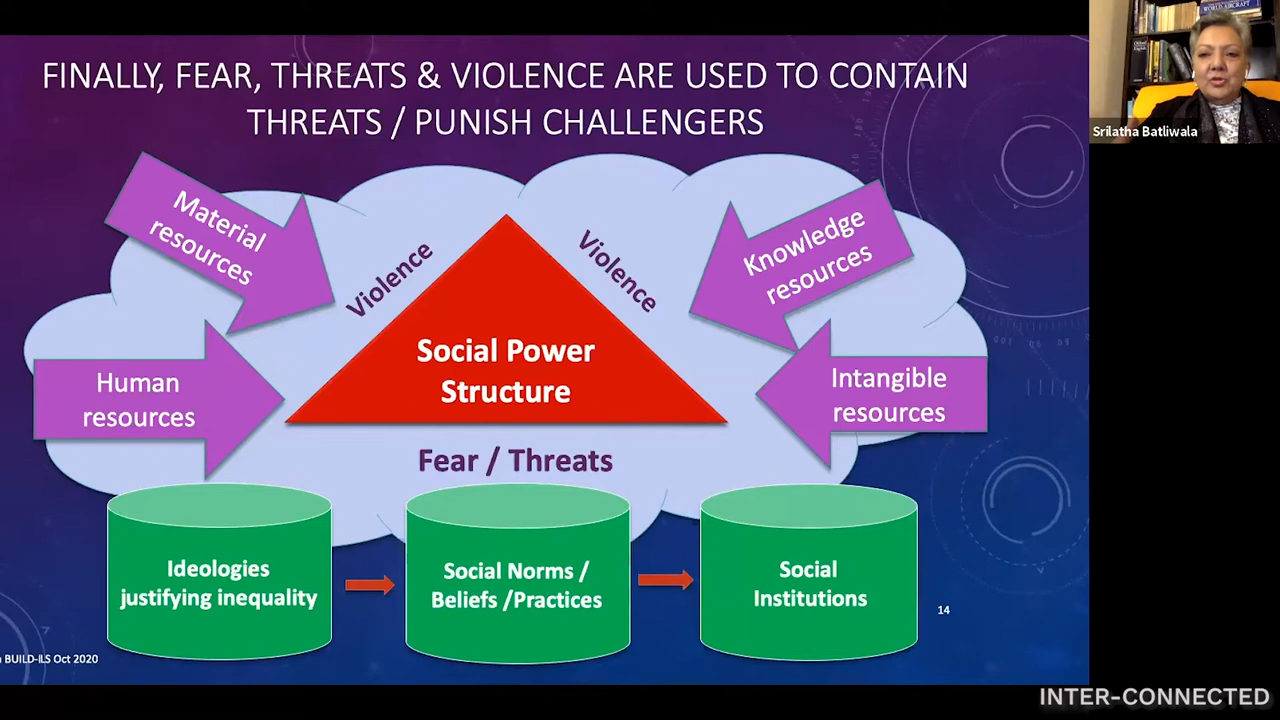 FINALLY, FEAR, THREATS & VIOLENCE ARE USED TO CONTAIN
THREATS / PUNISH CHALLENGERS
Material
resources
Violence
Violence
Knowledge
resources
Social Power
Structure
Human
resources
Intangible
resources
Fear / Threats
Ideologies
justifying inequality
Social Norms /
Beliefs /Practices
Social
Institutions
14
BUILD-ILS Oct 2020
WORLD AIRCRAFT
Srilatha Batliwala
INTER-CONNECTED